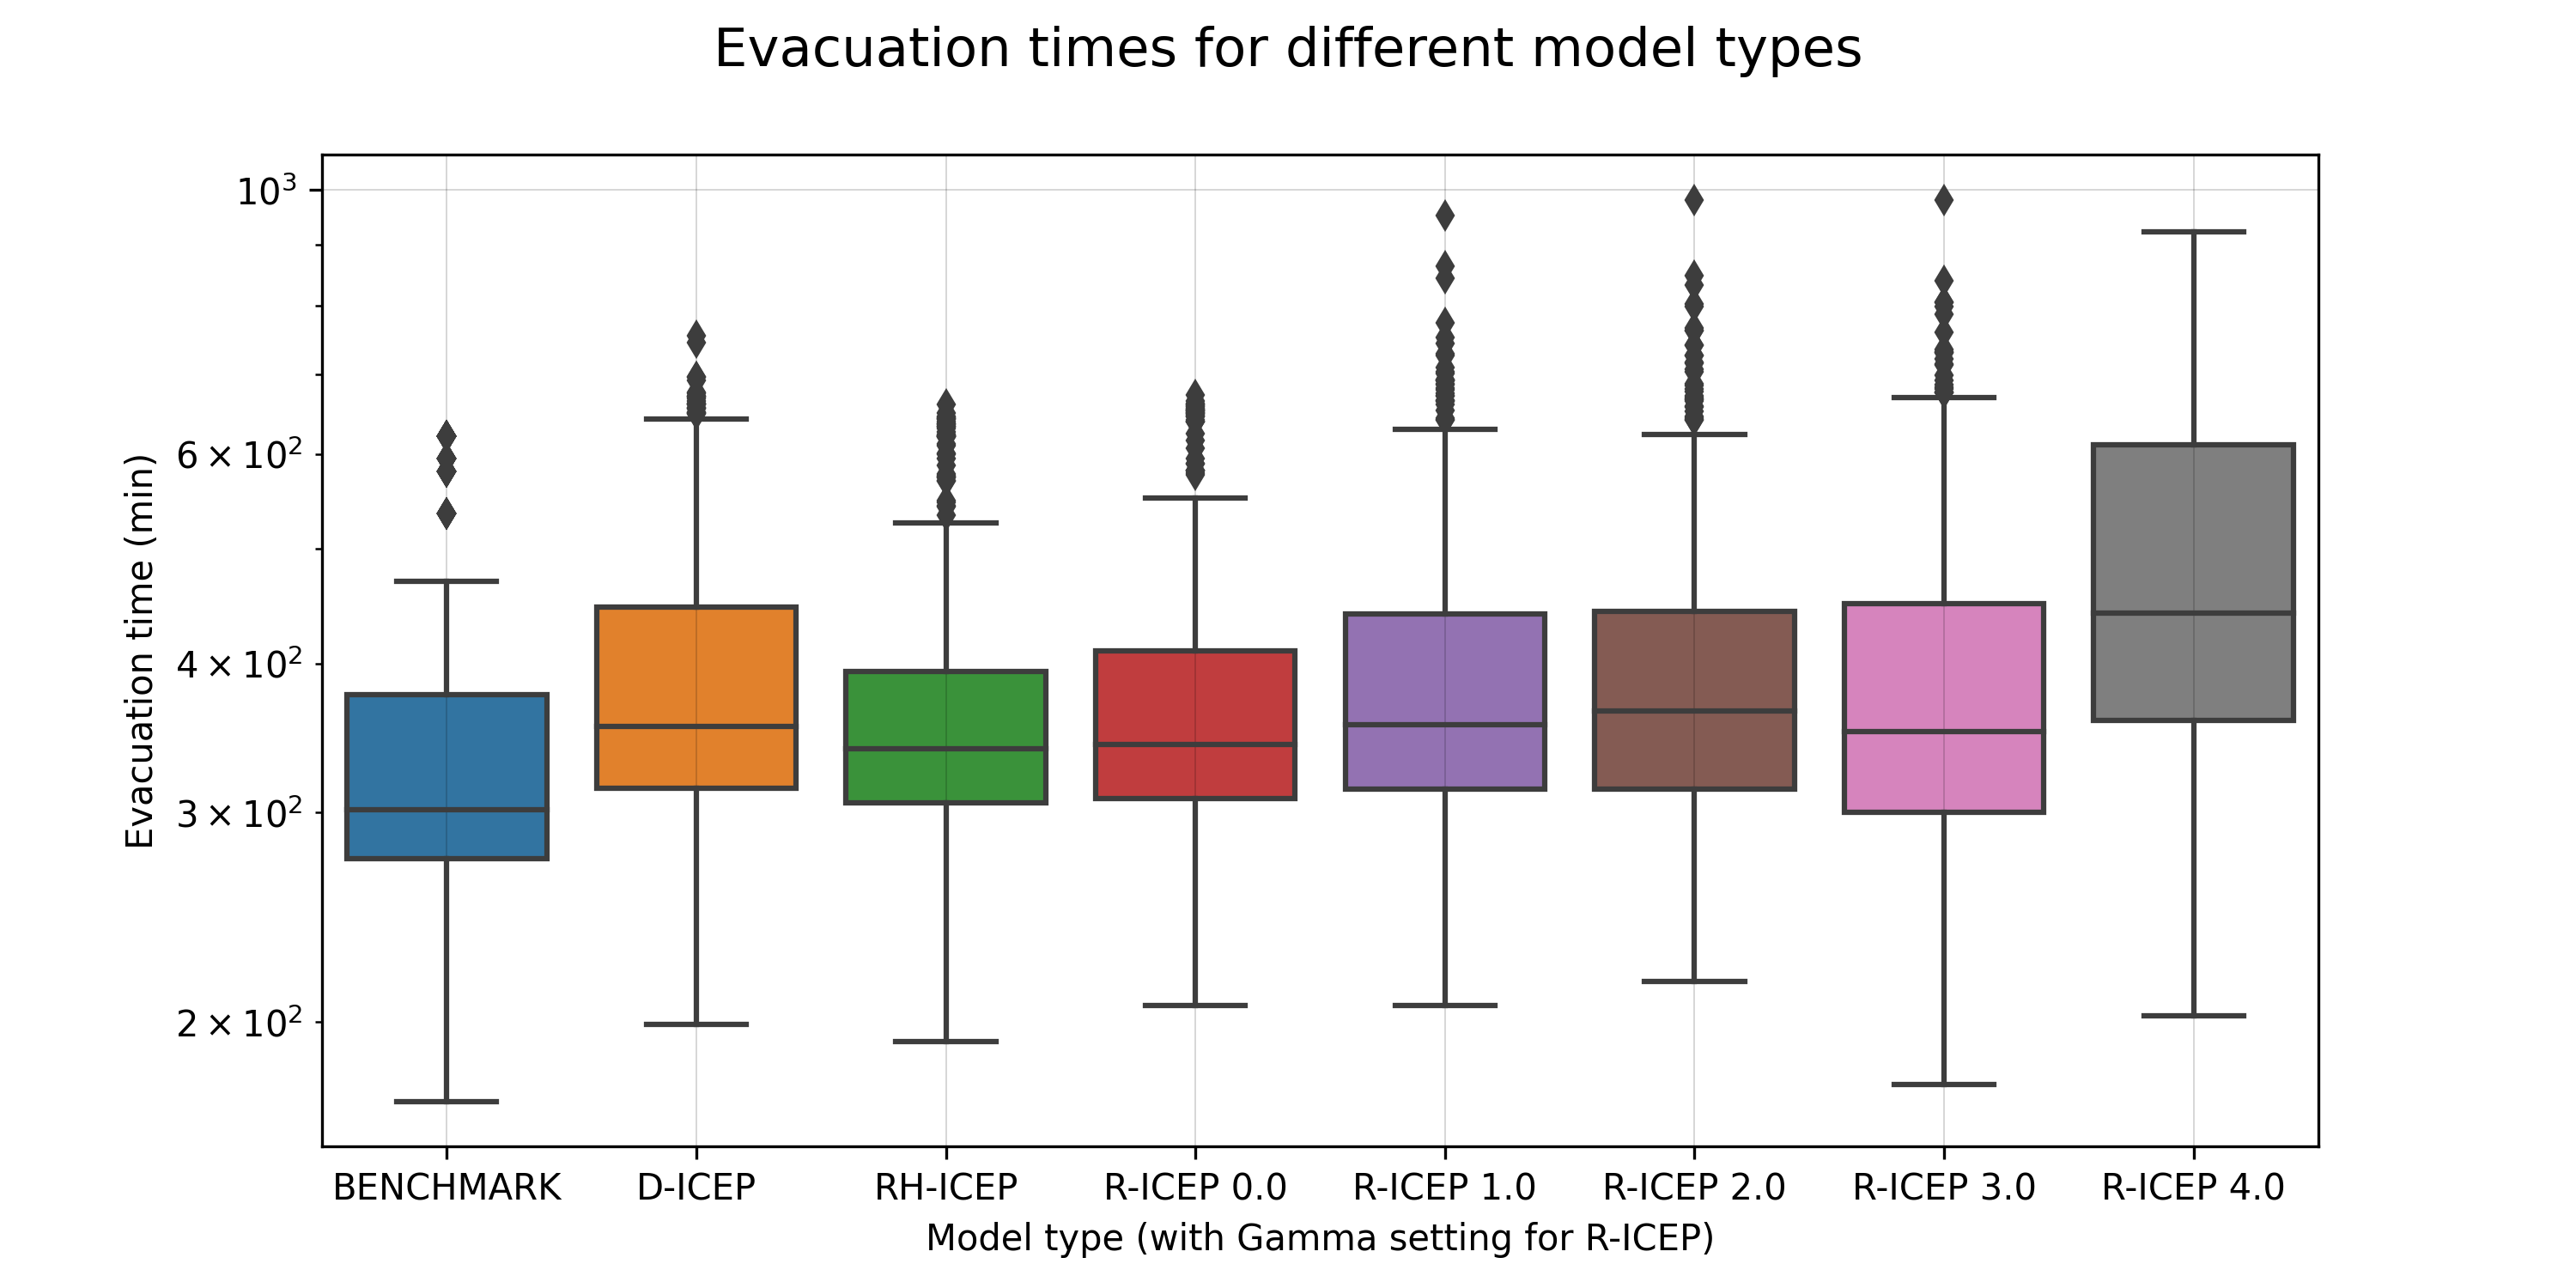 Evacuation times for different model types
10³
6 × 10²
4 × 10²
3 × 10²
2 × 10²
Evacuation time (min)
BENCHMARK D-ICEP RH-ICEP R-ICEP 0.0 R-ICEP 1.0 R-ICEP 2.0 R-ICEP 3.0 R-ICEP 4.0
Model type (with Gamma setting for R-ICEP)